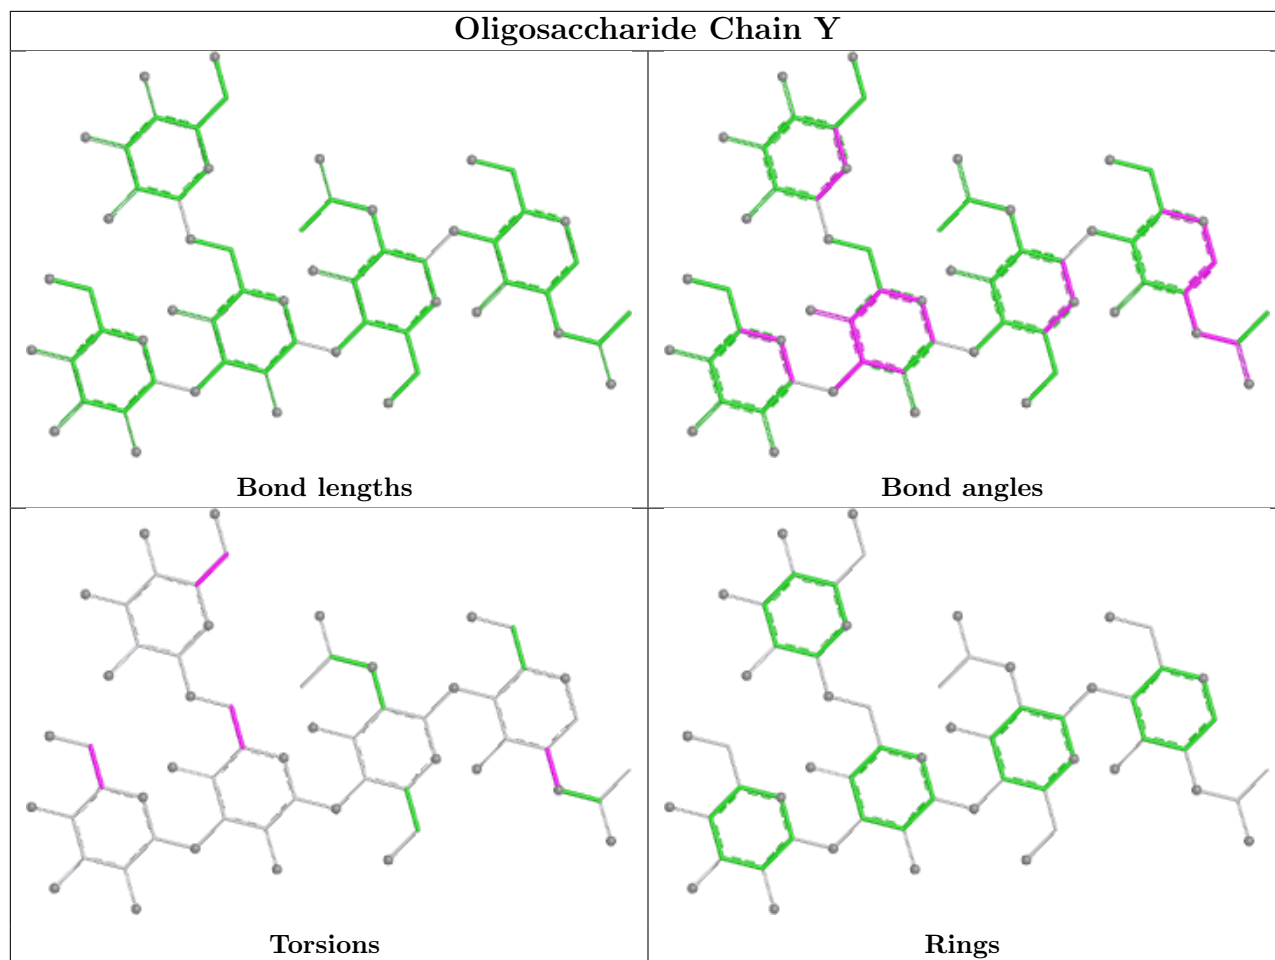 Oligosaccharide Chain Y
Bond lengths
Bond angles
Torsions
Rings